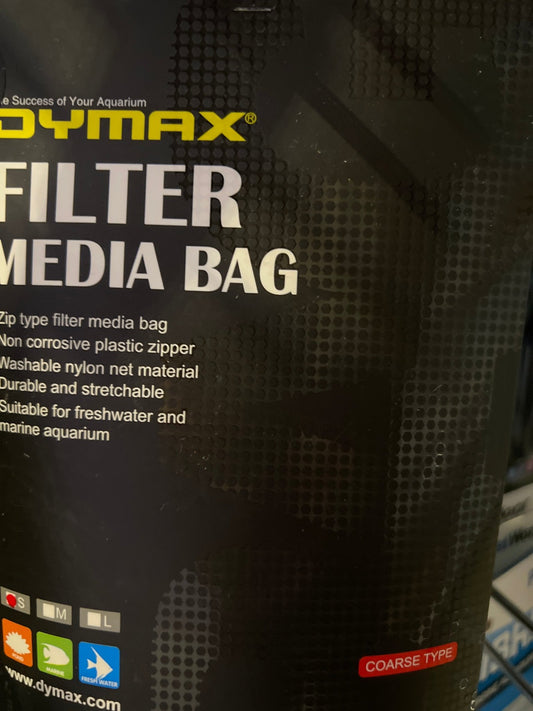 e Success of Your Aquarium
DYMAX®
FILTER
MEDIA BAG
Zip type filter media bag
Non corrosive plastic zipper
Washable nylon net material
Durable and stretchable
Suitable for freshwater and
marine aquarium
S M L
POND MARINE FRESH WATER
COARSE TYPE
www.dymax.com